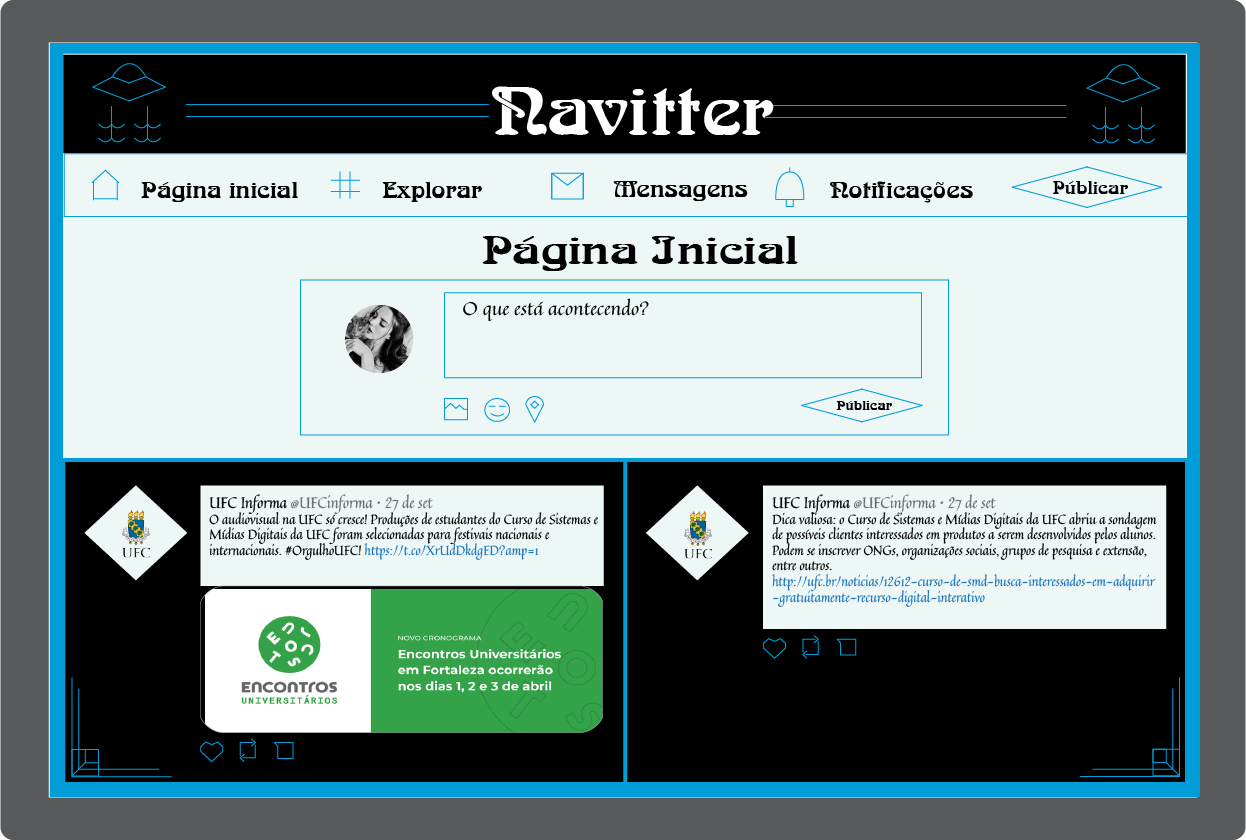 Navitter
Página inicial
Explorar
Mensagens
Notificações
Públicar
Página Inicial
O que está acontecendo?
Públicar
UFC
UFC Informa @UFCinforma • 27 de set
O audiovisual na UFC só cresce! Produções de estudantes do Curso de Sistemas e
Mídias Digitais da UFC foram selecionadas para festivais nacionais e
internacionais. #OrgulhoUFC! https://t.co/XrUdDkdgED?amp=1
ENCONTROS
UNIVERSITÁRIOS
NOVO CRONOGRAMA
Encontros Universitários
em Fortaleza ocorrerão
nos dias 1, 2 e 3 de abril
UFC
UFC Informa @UFCinforma • 27 de set
Dica valiosa: o Curso de Sistemas e Mídias Digitais da UFC abriu a sondagem
de possíveis clientes interessados em produtos a serem desenvolvidos pelos alunos.
Podem se inscrever ONGs, organizações sociais, grupos de pesquisa e extensão,
entre outros.
http://ufc.br/noticias/12612-curso-de-smd-busca-interessados-em-adquirir
-gratuitamente-recurso-digital-interativo